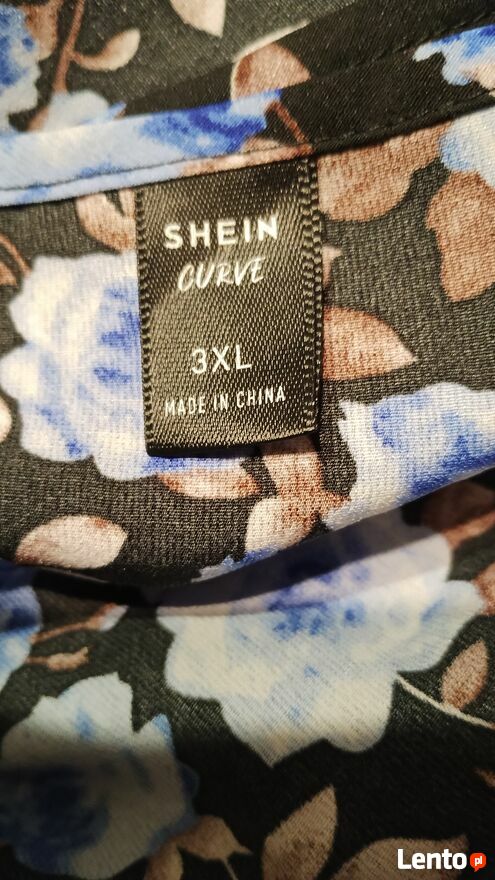 SHEIN
CURVE
3XL
MADE IN CHINA
Lento.pl